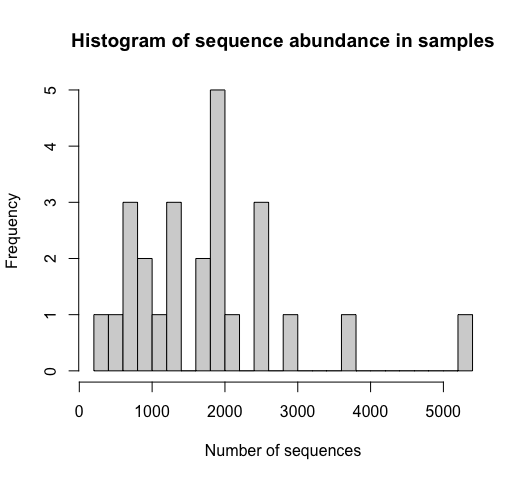 Histogram of sequence abundance in samples
Frequency
5
4
3
2
1
0
0 1000 2000 3000 4000 5000
Number of sequences